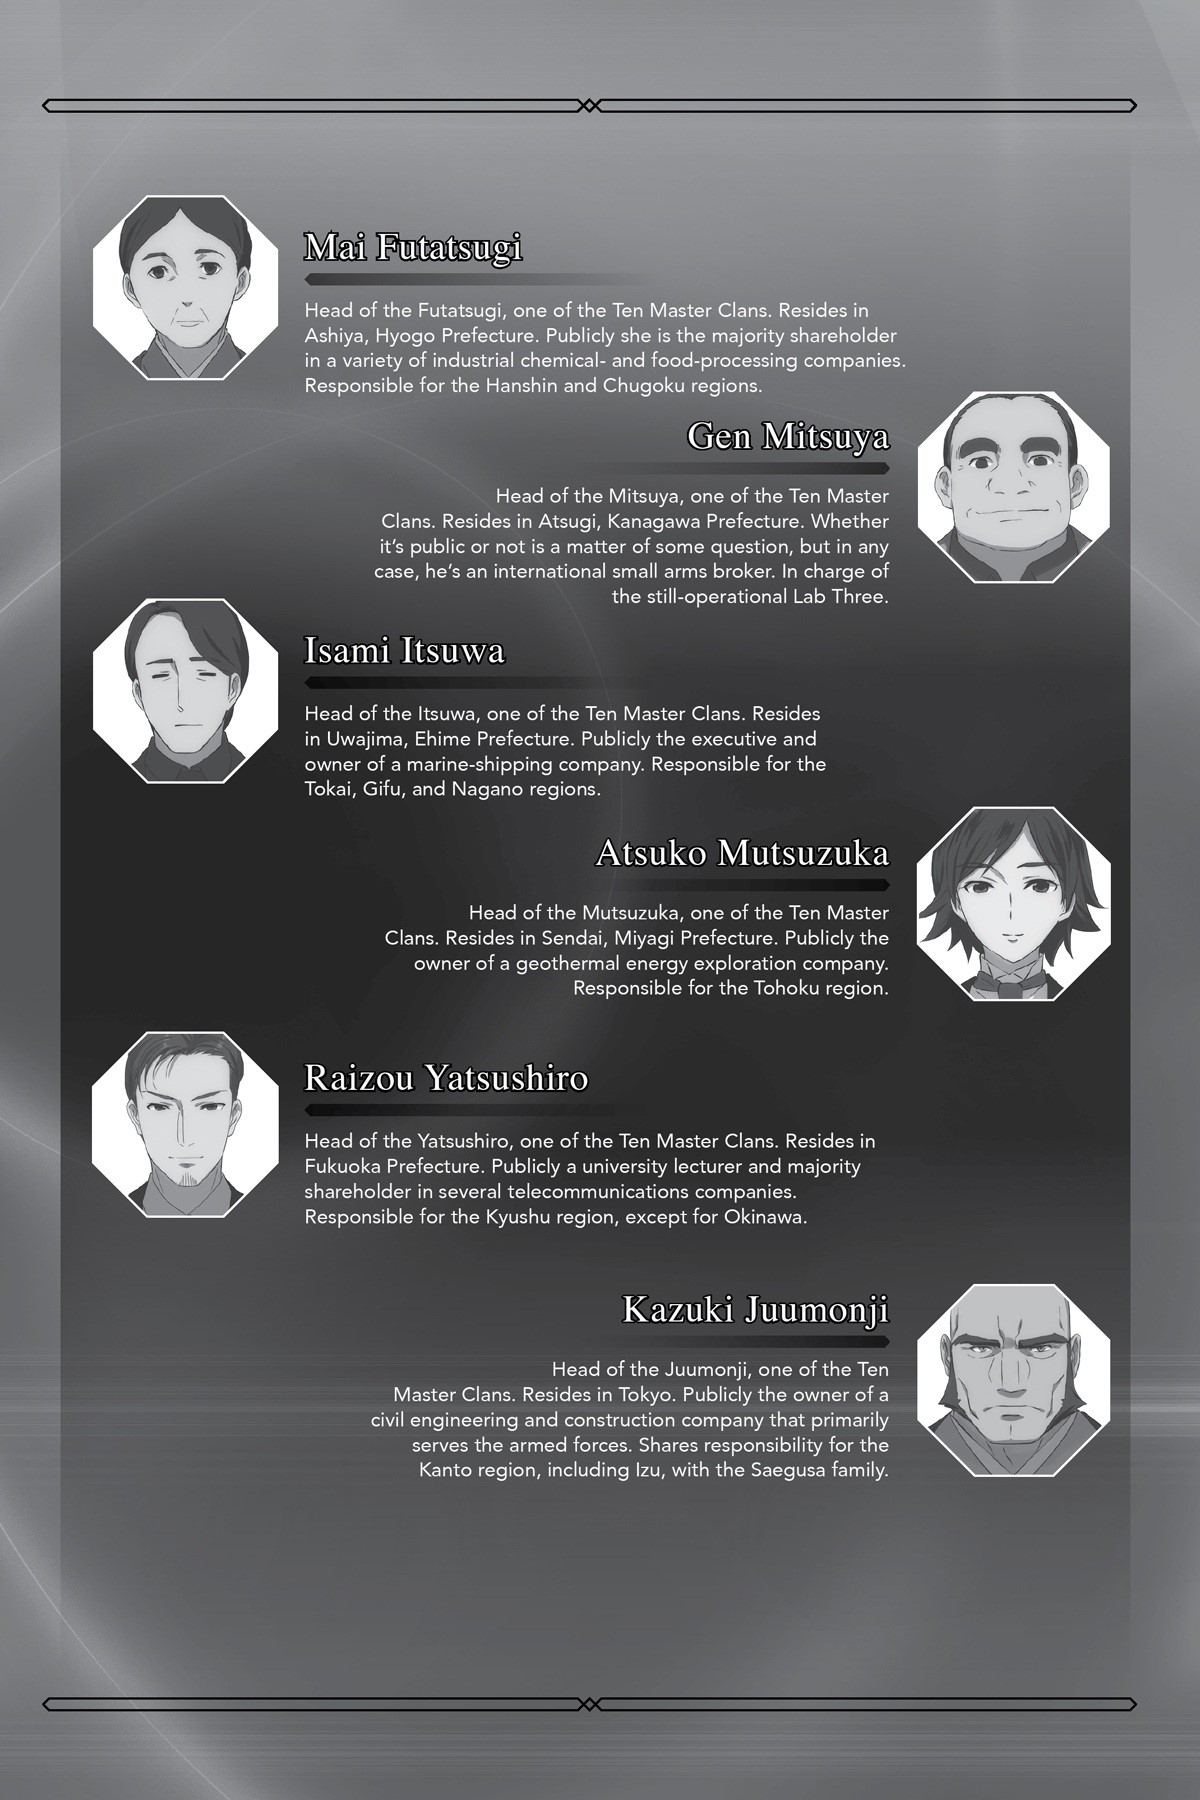 Mai Futatsugi
Head of the Futatsugi, one of the Ten Master Clans. Resides in
Ashiya, Hyogo Prefecture. Publicly she is the majority shareholder
in a variety of industrial chemical- and food-processing companies.
Responsible for the Hanshin and Chugoku regions.
Gen Mitsuya
Head of the Mitsuya, one of the Ten Master
Clans. Resides in Atsugi, Kanagawa Prefecture. Whether
it’s public or not is a matter of some question, but in any
case, he’s an international small arms broker. In charge of
the still-operational Lab Three.
Isami Itsuwa
Head of the Itsuwa, one of the Ten Master Clans. Resides
in Uwajima, Ehime Prefecture. Publicly the executive and
owner of a marine-shipping company. Responsible for the
Tokai, Gifu, and Nagano regions.
Atsuko Mutsuzuka
Head of the Mutsuzuka, one of the Ten Master
Clans. Resides in Sendai, Miyagi Prefecture. Publicly the
owner of a geothermal energy exploration company.
Responsible for the Tohoku region.
Raizou Yatsushiro
Head of the Yatsushiro, one of the Ten Master Clans. Resides in
Fukuoka Prefecture. Publicly a university lecturer and majority
shareholder in several telecommunications companies.
Responsible for the Kyushu region, except for Okinawa.
Kazuki Juumonji
Head of the Juumonji, one of the Ten
Master Clans. Resides in Tokyo. Publicly the owner of a
civil engineering and construction company that primarily
serves the armed forces. Shares responsibility for the
Kanto region, including Izu, with the Saegusa family.